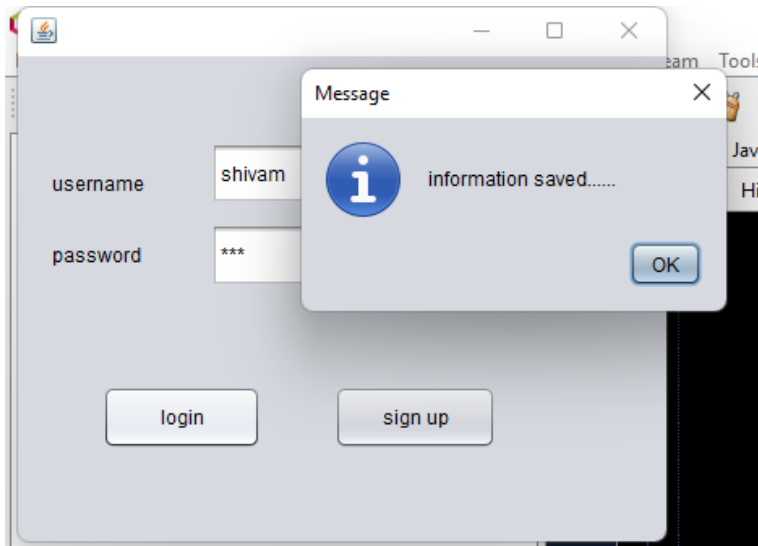 eam Tools
Message
Jav
username
shivam
information saved......
Hi
password
***
OK
login
sign up